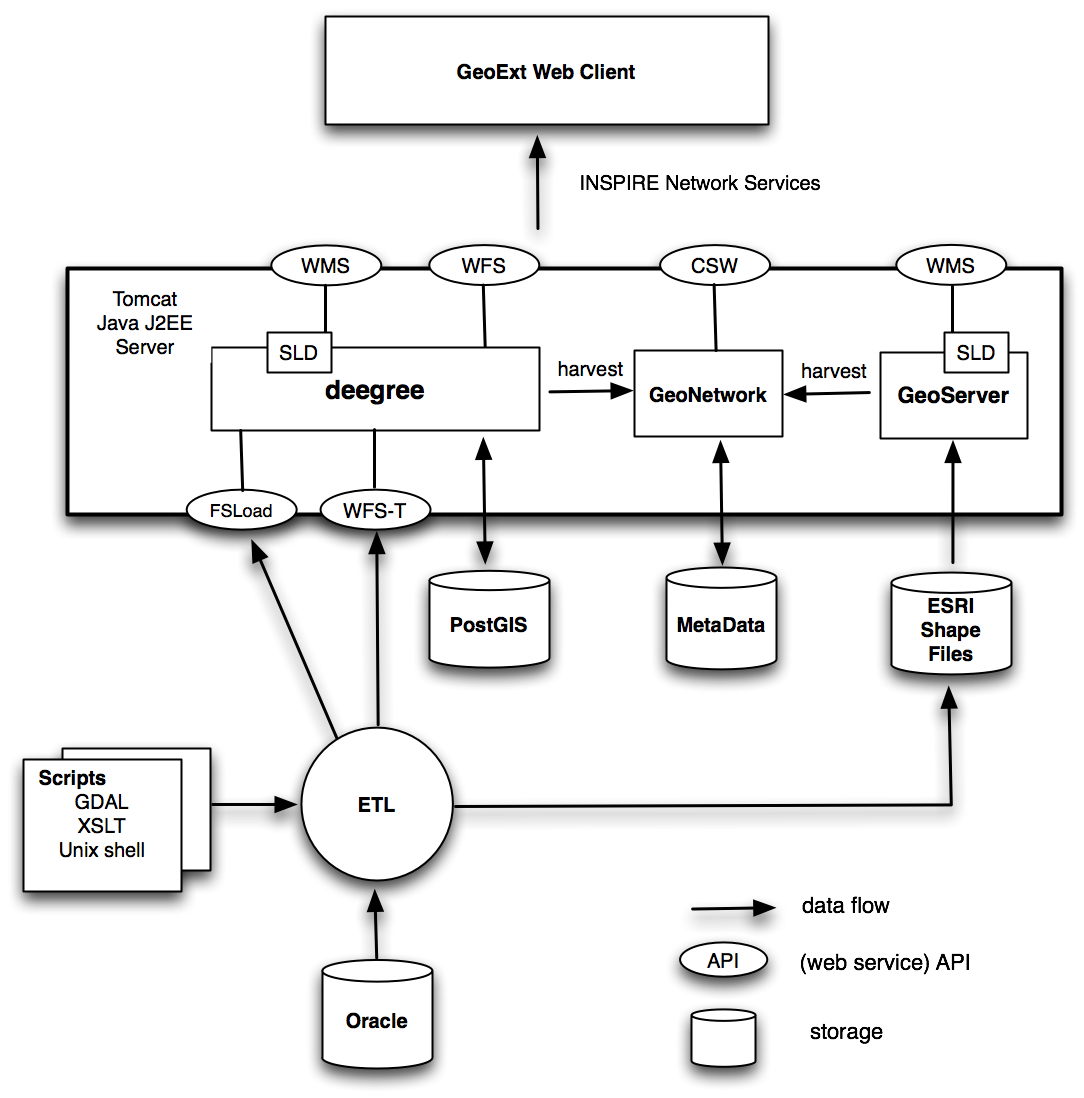 GeoExt Web Client
INSPIRE Network Services
WMS
WFS
CSW
WMS
Tomcat
Java J2EE
Server
SLD
deegree
harvest
GeoNetwork
harvest
SLD
GeoServer
FSLoad
WFS-T
PostGIS
MetaData
ESRI
Shape
Files
Scripts
GDAL
XSLT
Unix shell
ETL
Oracle
data flow
API
(web service) API
storage